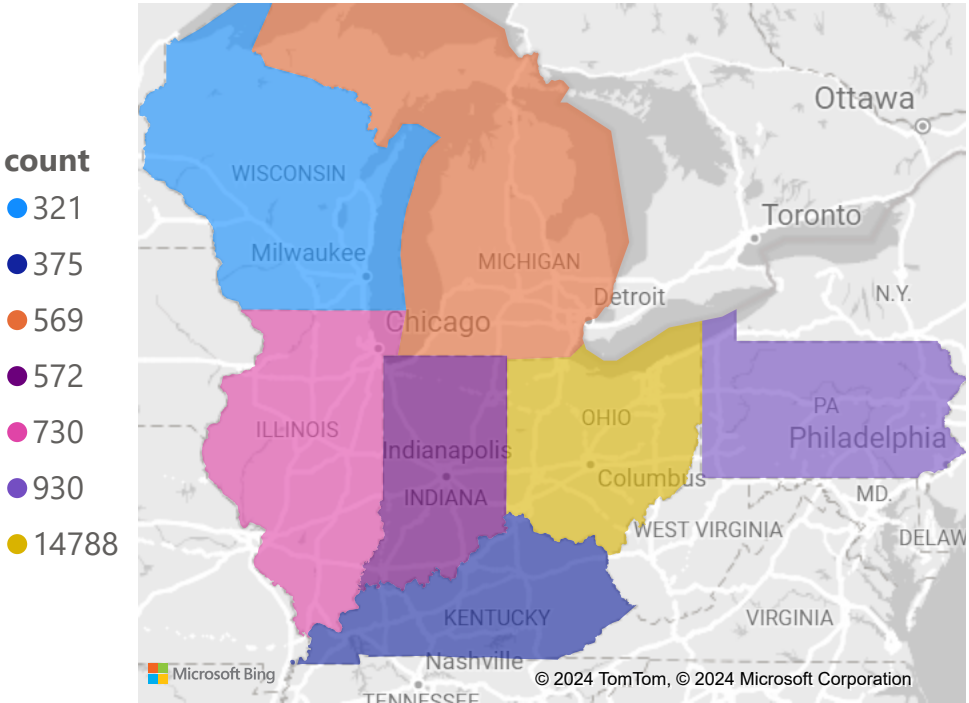 count
321
375
569
572
730
930
14788
Ottawa
WISCONSIN
Toronto
Milwaukee
MICHIGAN
Detroit
N.Y.
Chicago
PA
OHIO
ILLINOIS
Philadelphia
Indianapolis
Columbus
INDIANA
MD.
WEST VIRGINIA
DELAW
KENTUCKY
VIRGINIA
Nashville
Microsoft Bing
© 2024 TomTom, © 2024 Microsoft Corporation
TENNESSEE